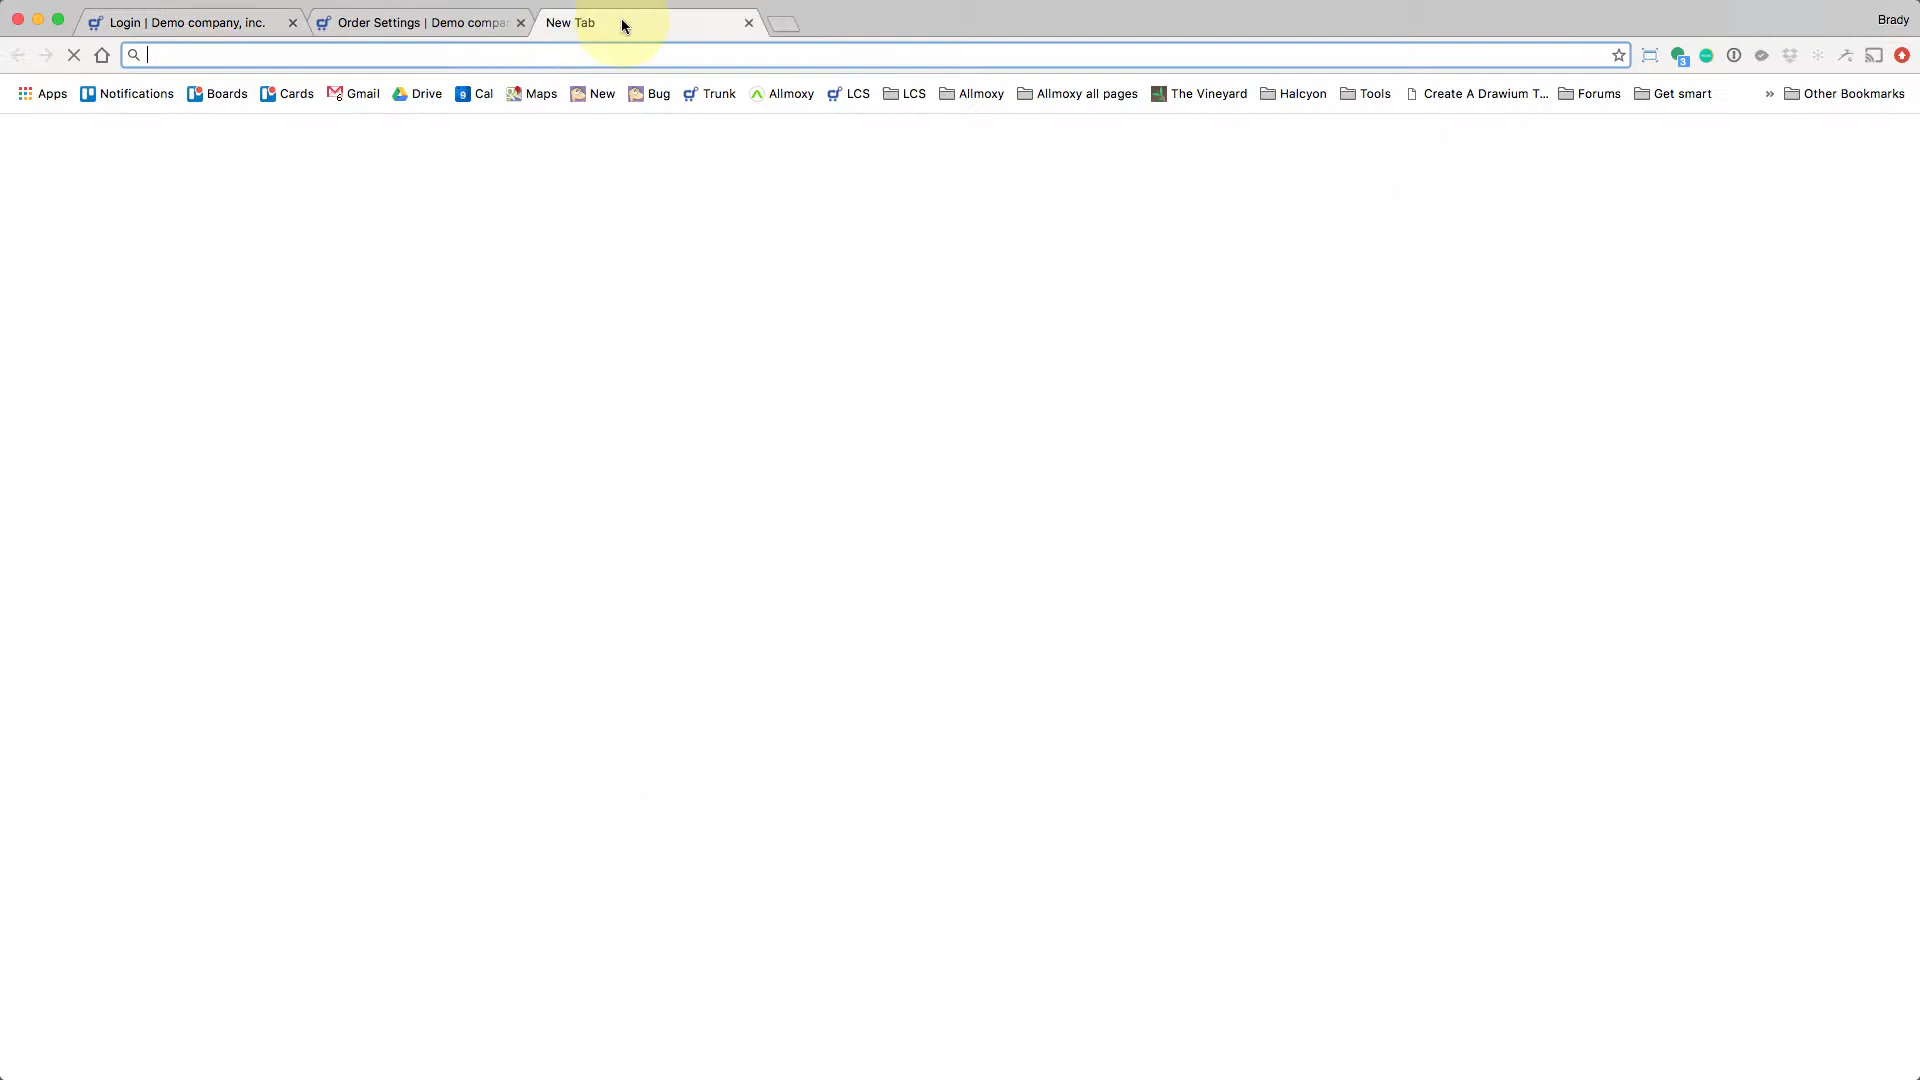 Login | Demo company, inc. Order Settings | Demo compa New Tab Brady
3
Apps Notifications Boards Cards Gmail Drive 9 Cal Maps New Bug Trunk Allmoxy LCS LCS Allmoxy Allmoxy all pages The Vineyard Halcyon Tools Create A Drawium T... Forums Get smart » Other Bookmarks